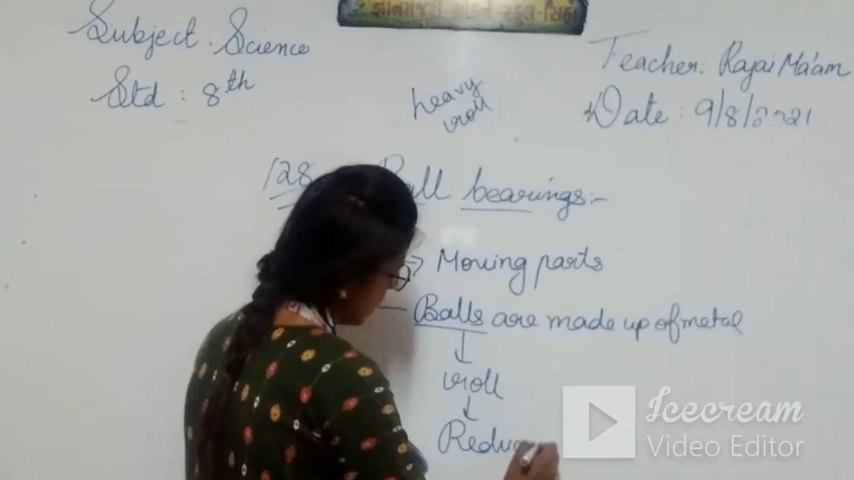 Subject : Science
Std : 8th
Teacher. Rajai Ma'am
Date : 9/8/2021
heavy
roll
128
Ball bearings:-
Moving parts
Balls are made up of metal
roll
Icecream
Video Editor